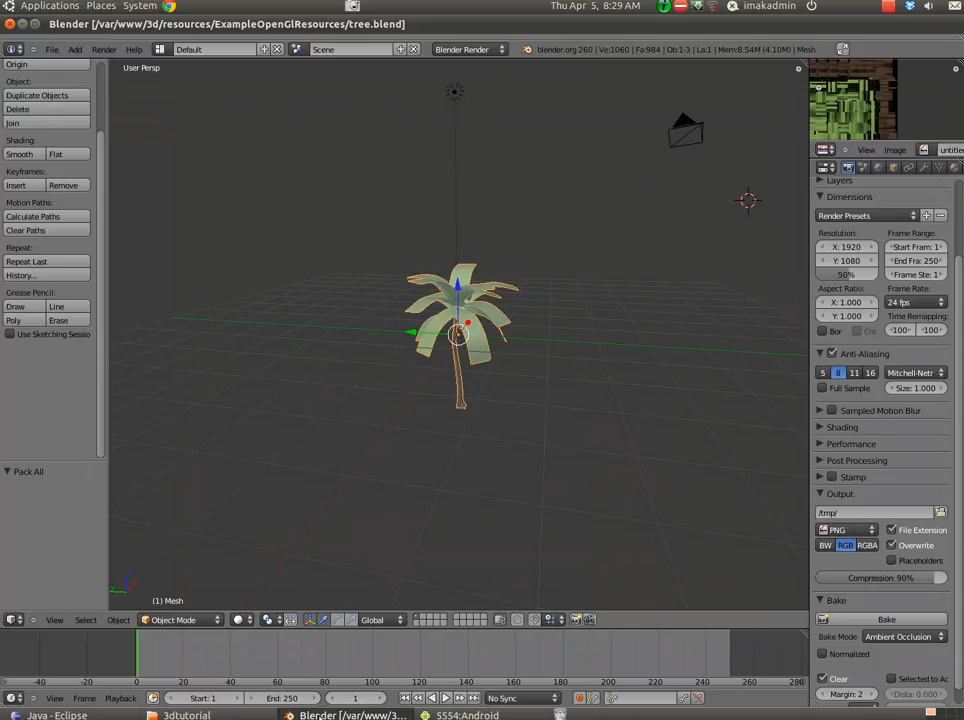 Applications Places System
Thu Apr 5, 8:29 AM
imakadmin
Blender [/var/www/3d/resources/ExampleOpenGlResources/tree.blend]
File Add Render Help
Default
Scene
Blender Render
blender.org 260 | Ve:1060 | Fa:984 | Ob:1-3 | La:1 | Mem:8.54M (4.10M) | Mesh
Origin
Object:
Duplicate Objects
Delete
Join
Shading:
Smooth Flat
Keyframes:
Insert Remove
Motion Paths:
Calculate Paths
Clear Paths
Repeat:
Repeat Last
History...
Grease Pencil:
Draw Line
Poly Erase
Use Sketching Sessio
Pack All
User Persp
(1) Mesh
View Select Object
Object Mode
Global
View Image
untitle
Layers
Dimensions
Render Presets
Resolution: Frame Range:
X: 1920 Start Fram: 1
Y: 1080 End Fra: 250
50% Frame Ste: 1
Aspect Ratio: Frame Rate:
X: 1.000 24 fps
Y: 1.000 Time Remapping:
Bor Cro :100 :100
Anti-Aliasing
5 8 11 16 Mitchell-Netr
Full Sample Size: 1.000
Sampled Motion Blur
Shading
Performance
Post Processing
Stamp
Output
/tmp/
PNG File Extension
BW RGB RGBA Overwrite
Placeholders
Compression: 90%
Bake
Bake
Bake Mode Ambient Occlusion
Normalized
Clear Selected to Ac
Margin: 2 Dista: 0.000
-40 -20 0 20 40 60 80 100 120 140 160 180 200 220 240 260 280
View Frame Playback
Start: 1 End: 250 1
No Sync
Java - Eclipse
3dtutorial
Blender [/var/www/3...
5554:Android